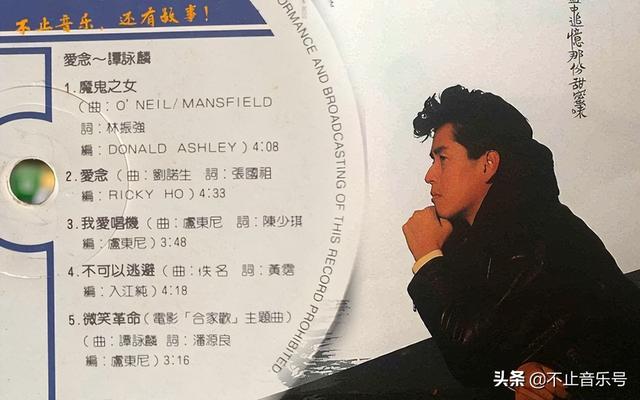 不止音乐，还有故事！
愛念～譚詠麟
1. 魔鬼之女
(曲：O'NEIL/MANSFIELD
詞：林振強
編：DONALD ASHLEY) 4:08
2. 愛念（曲：劉諾生 詞：張國祖
編：RICKY HO) 4:33
3. 我愛唱機（曲：盧東尼 詞：陳少琪
編：盧東尼) 3:48
4. 不可以逃避（曲：佚名 詞：黃霑
編：入江純) 4:18
5. 微笑革命（電影「合家歡」主題曲）
(曲：譚詠麟 詞：潘源良
編：盧東尼) 3:16
ORMANCE AND BROADCASTING OF THIS RECORD PROHIBITED
中追憶那份甜蜜味
头条 @不止音乐号